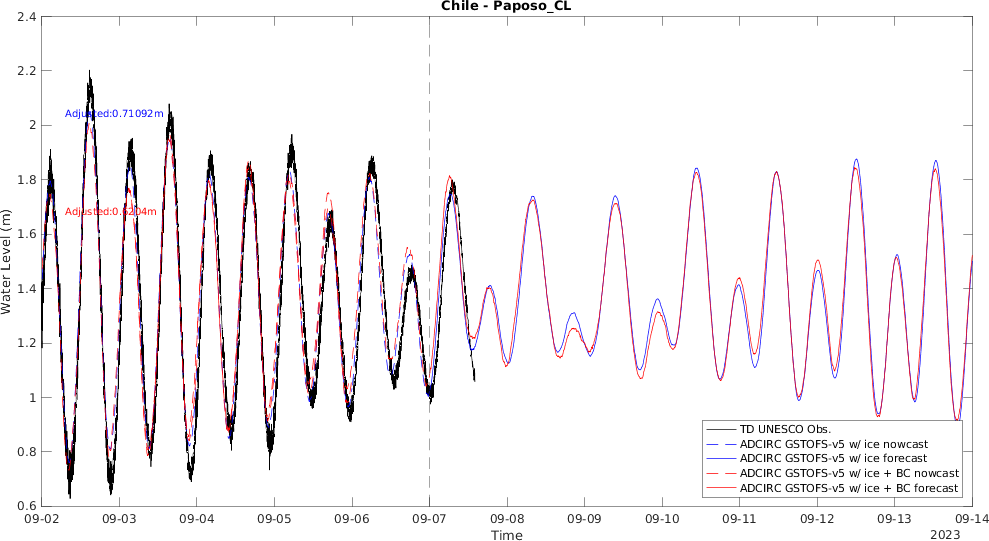 Chile - Paposo_CL
2.4
2.2
2
1.8
1.6
1.4
1.2
1
0.8
0.6
Water Level (m)
Adjusted:0.71092m
TD UNESCO Obs.
ADCIRC GSTOFS-v5 w/ ice nowcast
ADCIRC GSTOFS-v5 w/ ice forecast
ADCIRC GSTOFS-v5 w/ ice + BC nowcast
ADCIRC GSTOFS-v5 w/ ice + BC forecast
09-02
09-03
09-04
09-05
09-06
09-07
09-08
09-09
09-10
09-11
09-12
09-13
09-14
Time
2023